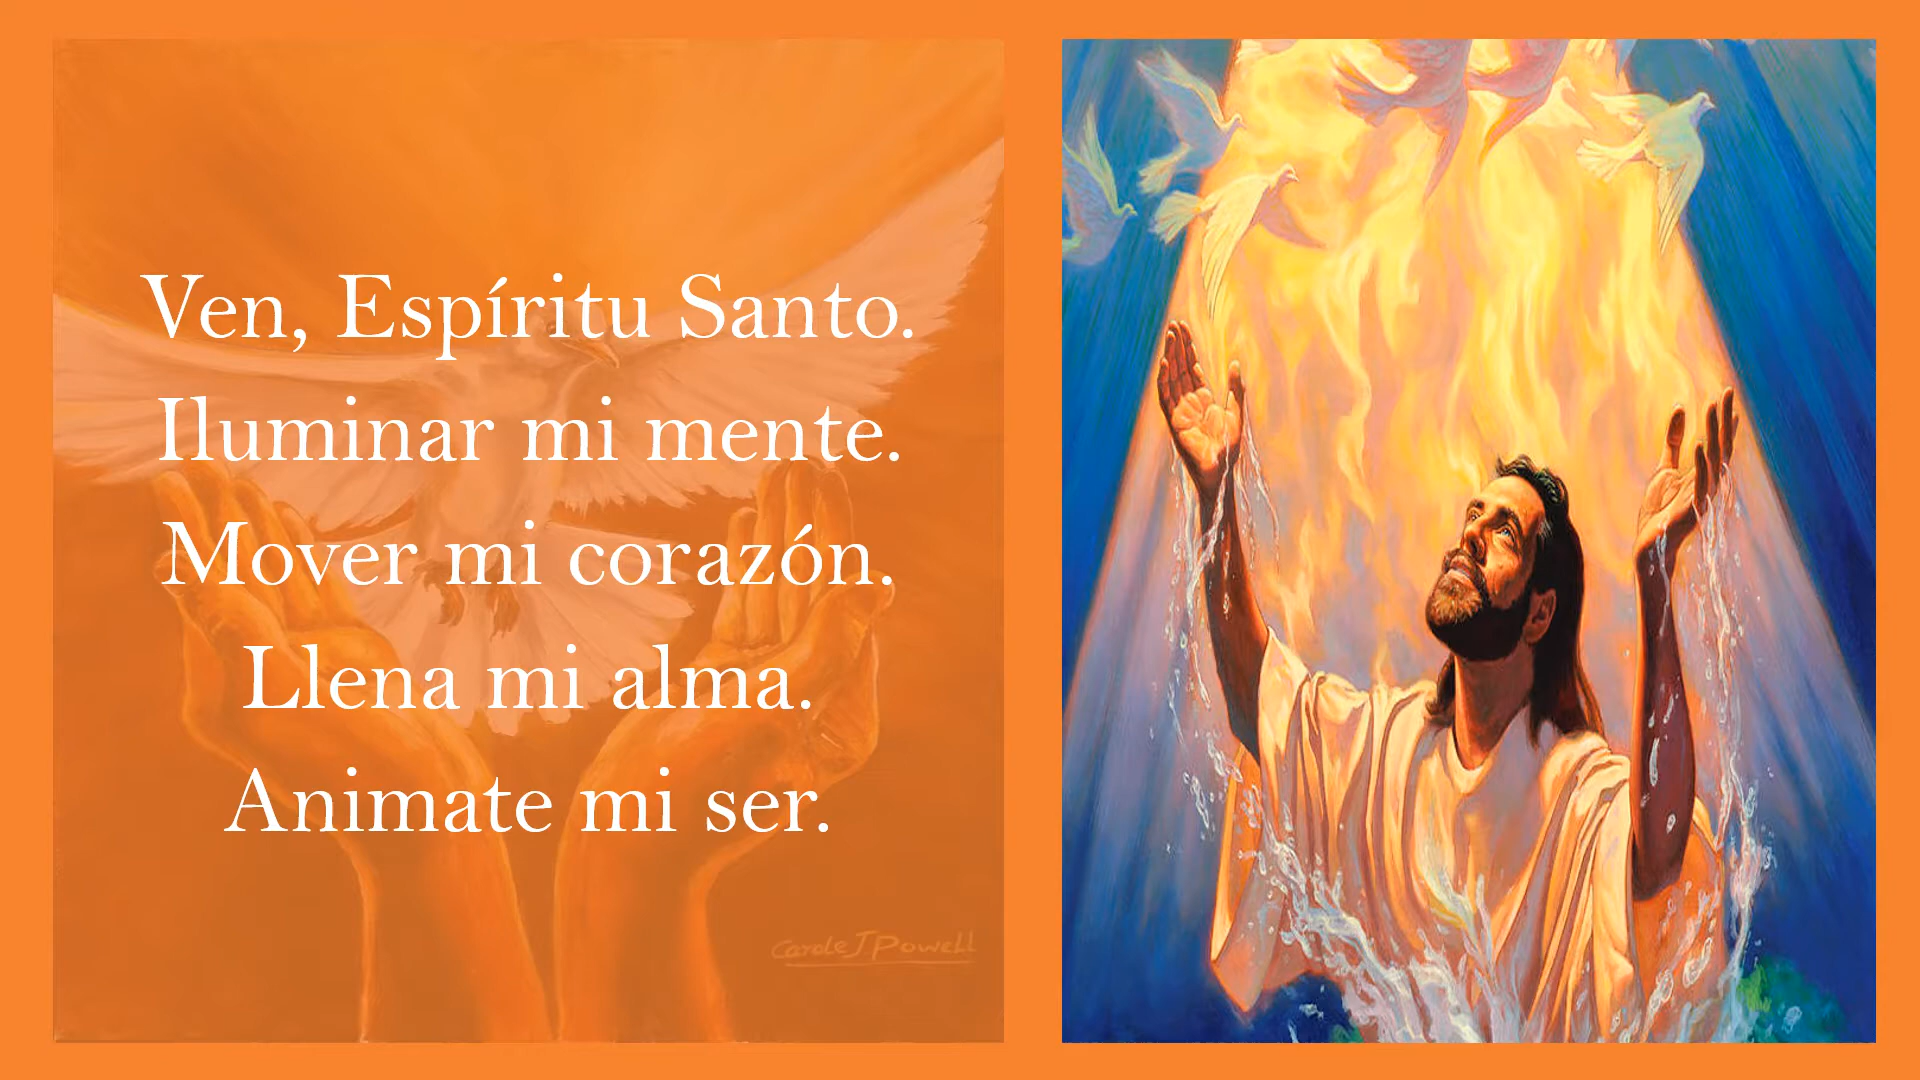 Ven, Espíritu Santo.
Iluminar mi mente.
Mover mi corazón.
Llena mi alma.
Animate mi ser.
Carole J Powell